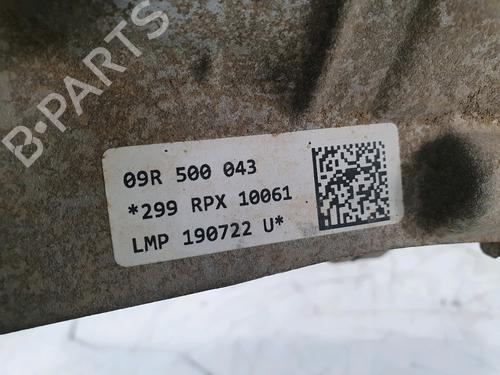 B-PARTS
09R 500 043
*299 RPX 10061
LMP 190722 U*